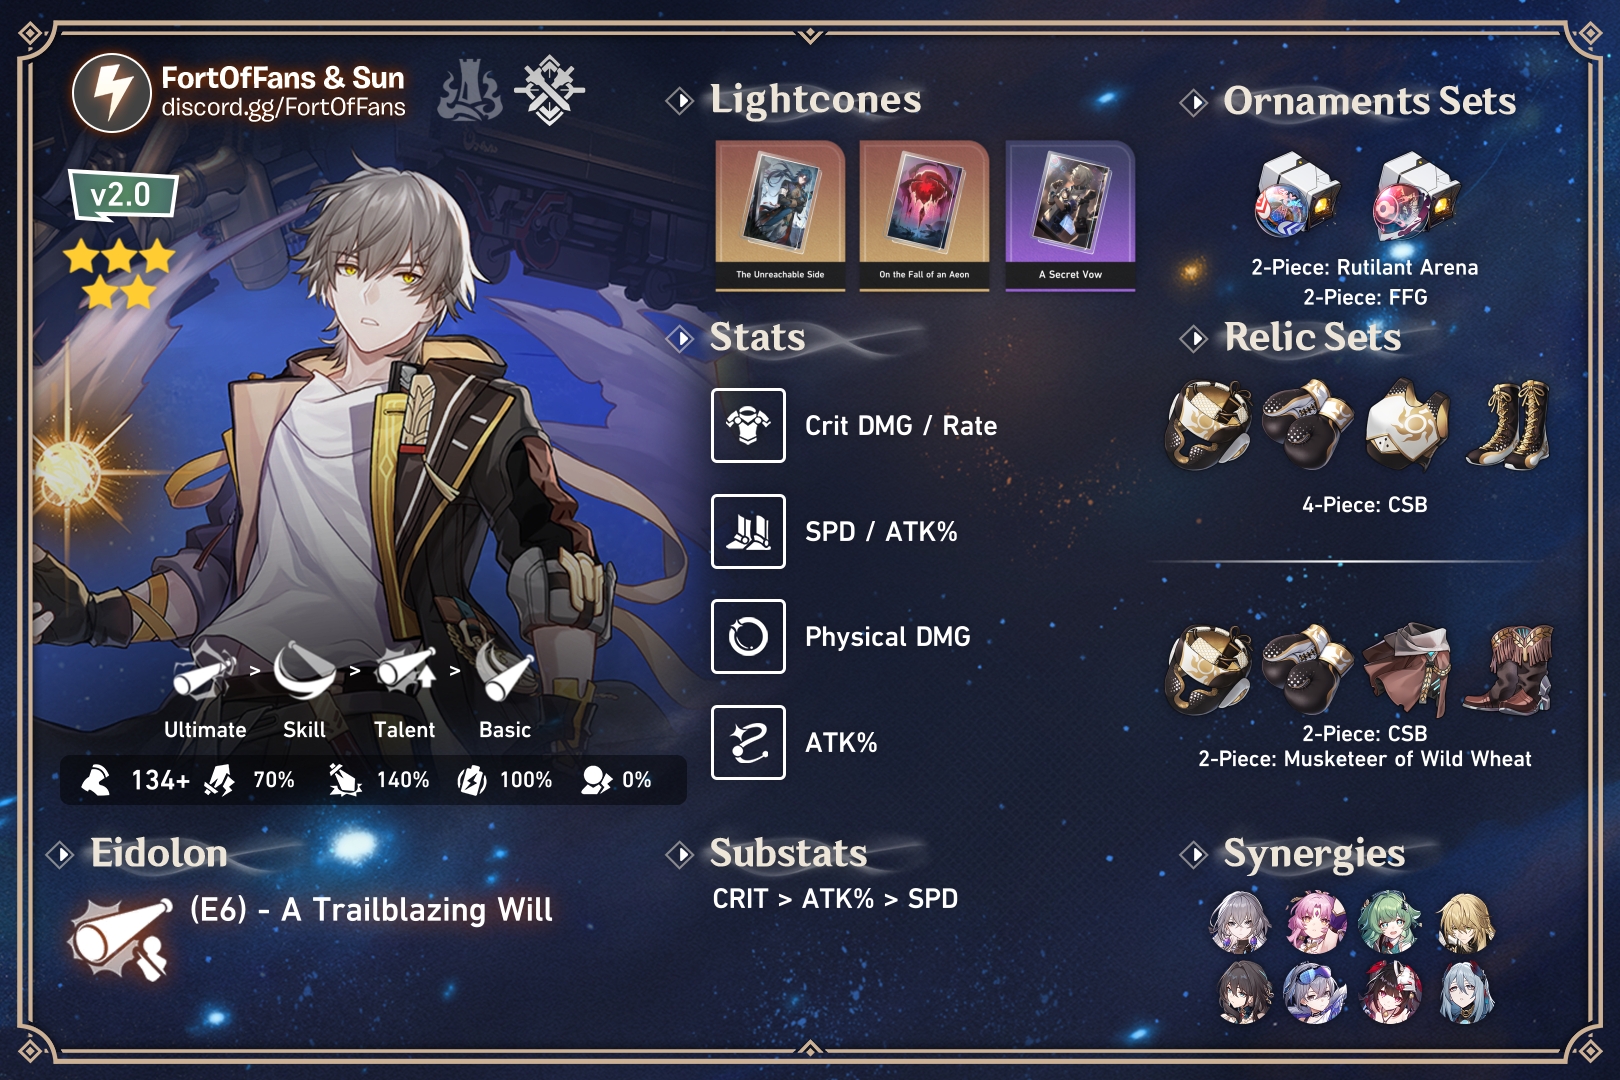 FortOfFans & Sun
discord.gg/FortOfFans
v2.0
Ultimate > Skill > Talent > Basic
134+ 70% 140% 100% 0%
Eidolon
(E6) - A Trailblazing Will
Lightcones
The Unreachable Side
On the Fall of an Aeon
A Secret Vow
Stats
Crit DMG / Rate
SPD / ATK%
Physical DMG
ATK%
Substats
CRIT > ATK% > SPD
Ornaments Sets
2-Piece: Rutilant Arena
2-Piece: FFG
Relic Sets
4-Piece: CSB
2-Piece: CSB
2-Piece: Musketeer of Wild Wheat
Synergies